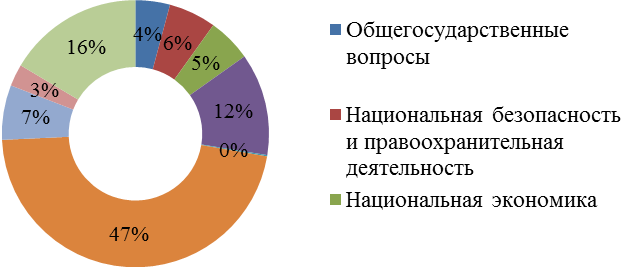 4%
6%
5%
12%
0%
47%
7%
3%
16%
Общегосударственные
вопросы
Национальная безопасность
и правоохранительная
деятельность
Национальная экономика